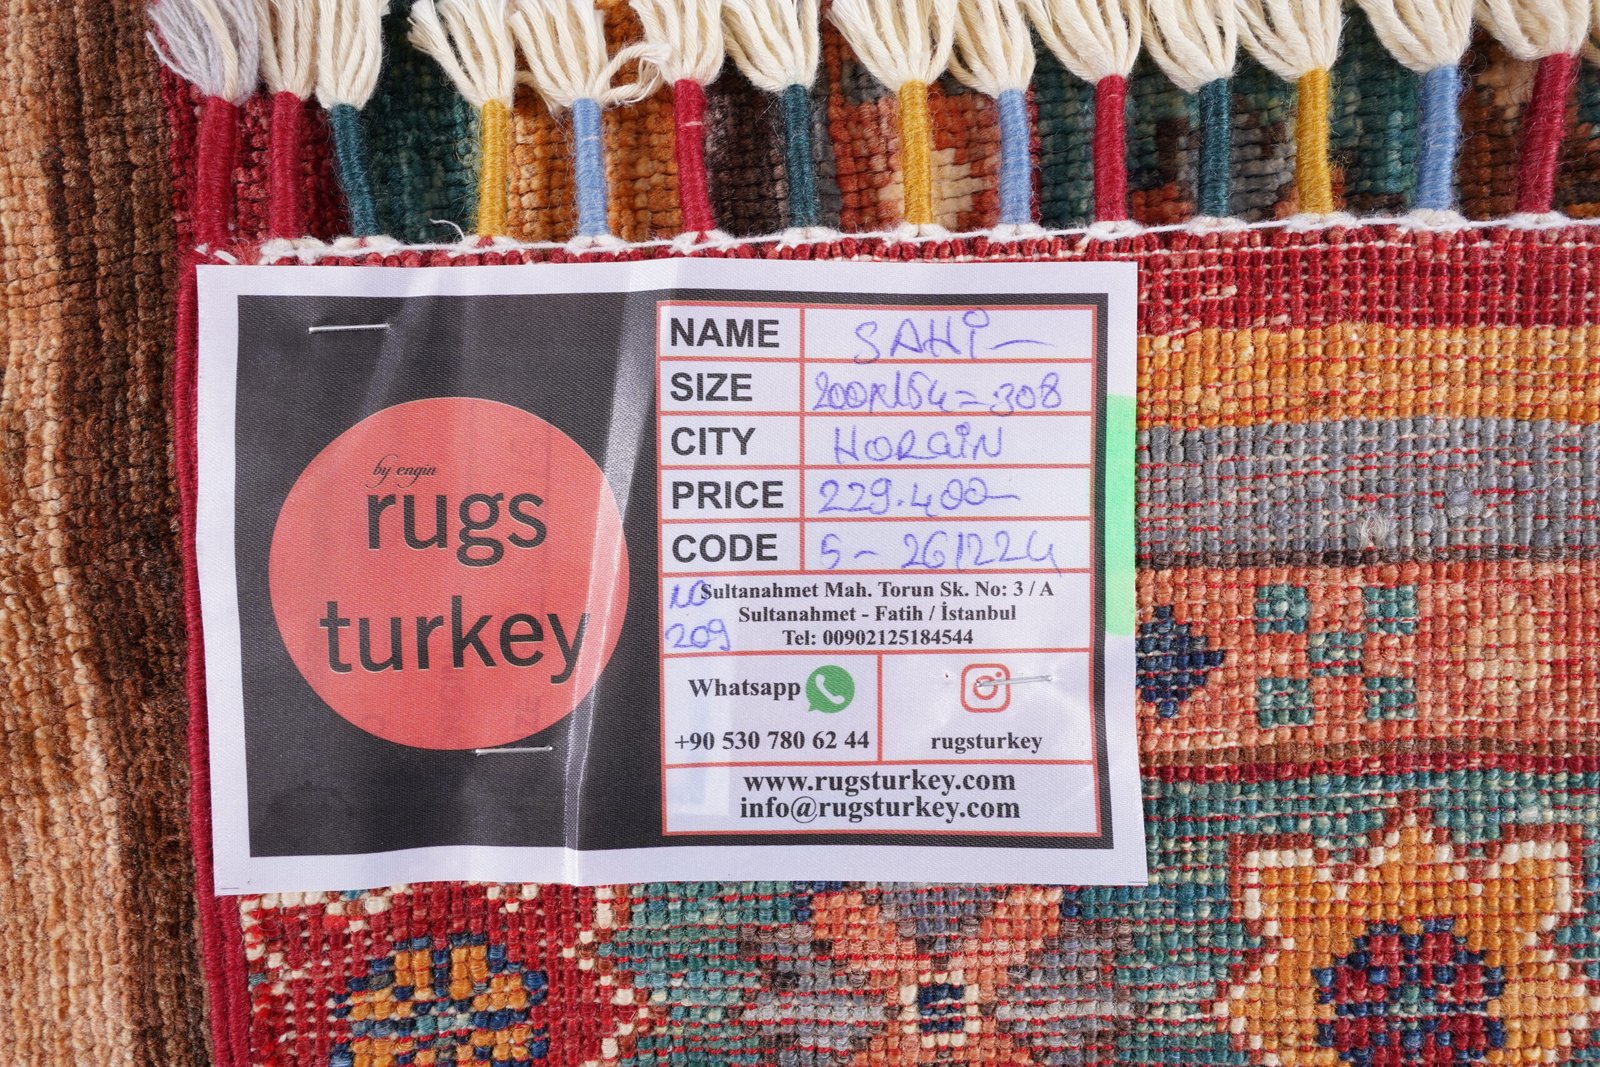 by engin
rugs
turkey
NAME SAHİ-
SIZE 200x154=308
CITY HORGİN
PRICE 229.400-
CODE 5-261224
NO
209
Sultanahmet Mah. Torun Sk. No: 3 / A
Sultanahmet - Fatih / İstanbul
Tel: 00902125184544
Whatsapp
+90 530 780 62 44
rugsturkey
www.rugsturkey.com
info@rugsturkey.com